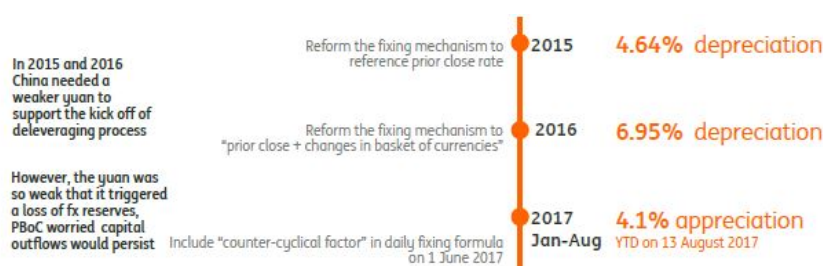 In 2015 and 2016
China needed a
weaker yuan to
support the kick off of
deleveraging process
Reform the fixing mechanism to
reference prior close rate
2015
4.64% depreciation
Reform the fixing mechanism to
"prior close + changes in basket of currencies"
2016
6.95% depreciation
However, the yuan was
so weak that it triggered
a loss of fx reserves,
PBoC worried capital
outflows would persist
Include "counter-cyclical factor" in daily fixing formula
on 1 June 2017
2017
Jan-Aug
4.1% appreciation
YTD on 13 August 2017